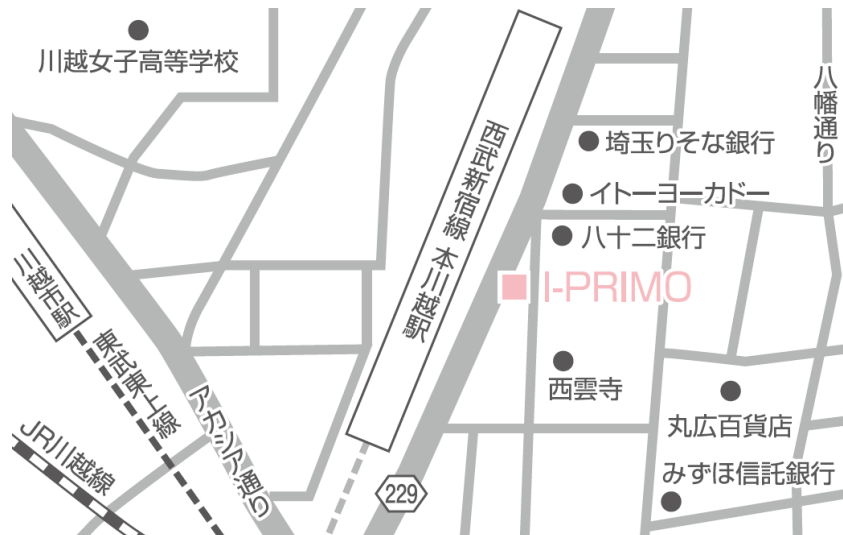 川越女子高等学校
八幡通り
埼玉りそな銀行
西武新宿線 本川越駅
イトーヨーカドー
八十二銀行
川越市駅
I-PRIMO
東武東上線
西雲寺
アカシア通り
丸広百貨店
JR川越線
みずほ信託銀行
229